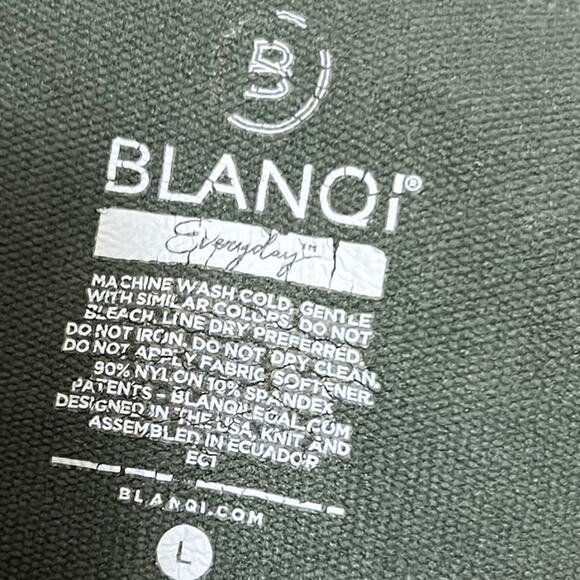 B
BLANQI®
Everyday™
MACHINE WASH COLD, GENTLE
WITH SIMILAR COLORS. DO NOT
BLEACH. LINE DRY PREFERRED.
DO NOT IRON. DO NOT DRY CLEAN.
DO NOT APPLY FABRIC SOFTENER.
90% NYLON 10% SPANDEX
PATENTS - BLANQILEGAL.COM
DESIGNED IN THE USA, KNIT AND
ASSEMBLED IN ECUADOR
EC1
BLANQI.COM
L